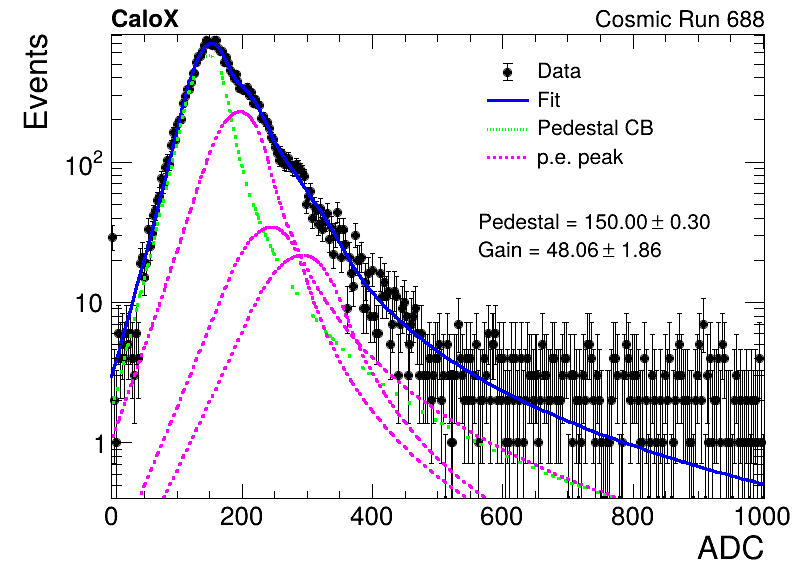 CaloX Cosmic Run 688
Events
Data
Fit
Pedestal CB
p.e. peak
10²
Pedestal = 150.00 ± 0.30
Gain = 48.06 ± 1.86
10
1
0 200 400 600 800 1000
ADC